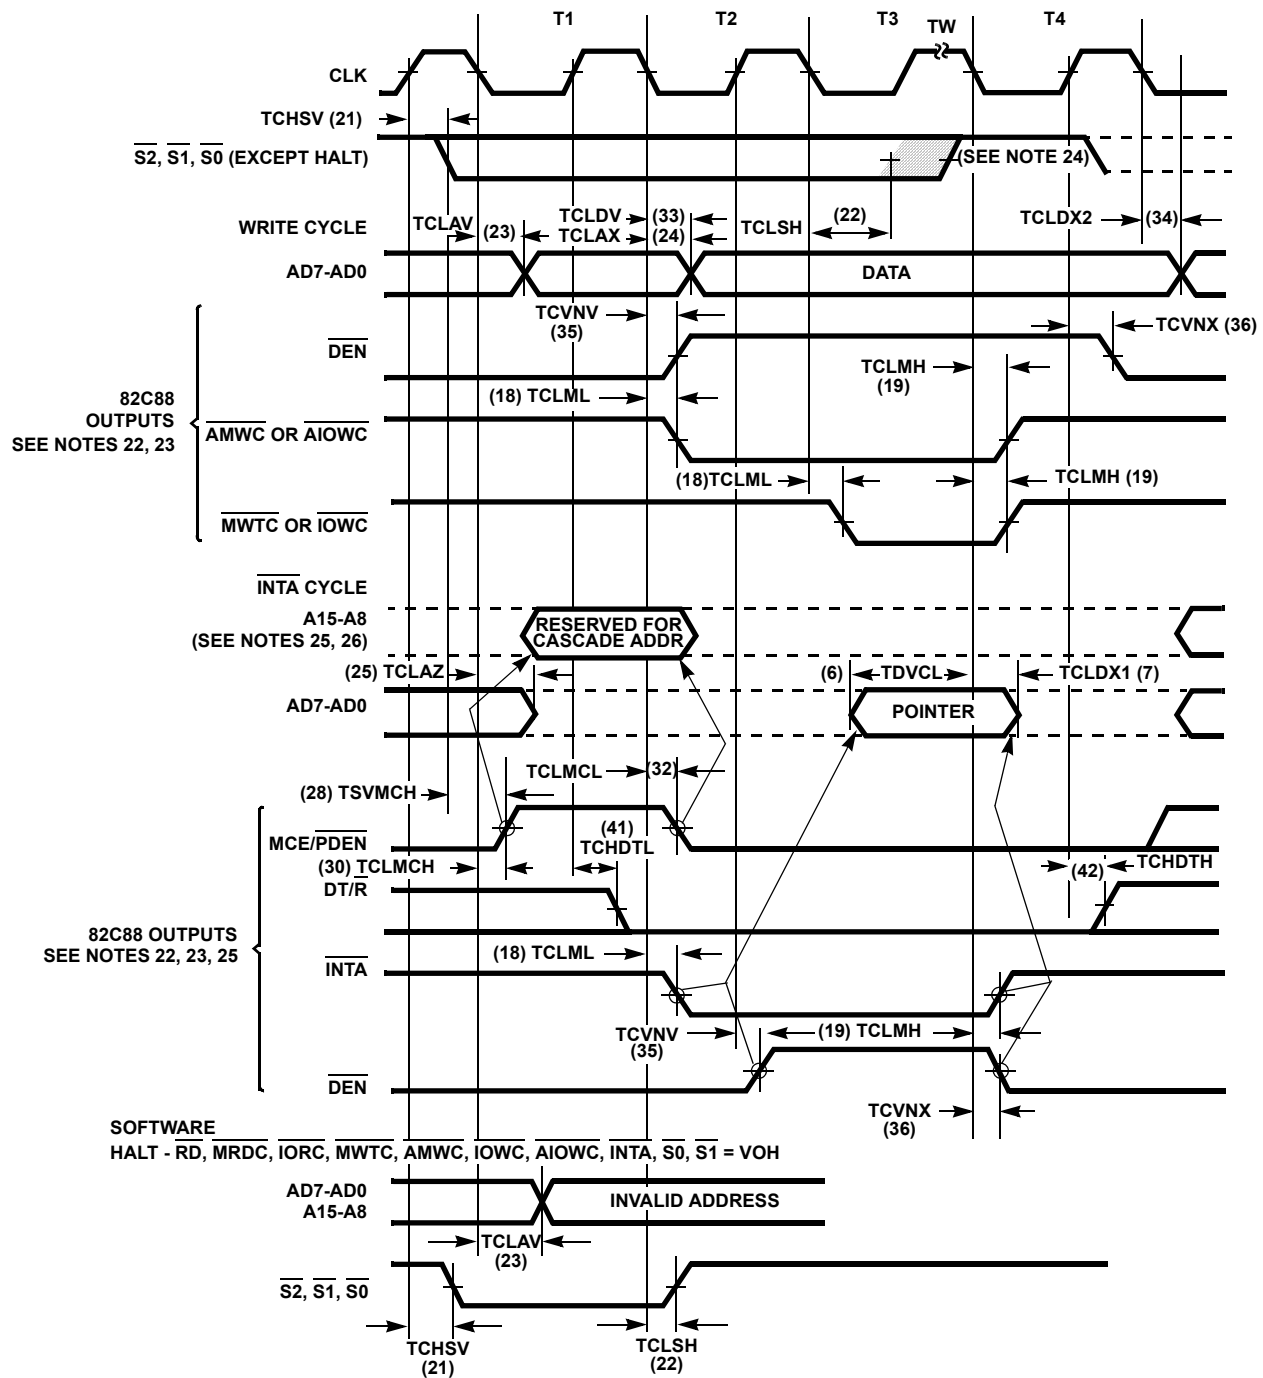 T1 T2 T3 TW T4
CLK
TCHSV (21)
S2, S1, S0 (EXCEPT HALT)
(SEE NOTE 24)
WRITE CYCLE
TCLAV (23)
TCLDV (33)
TCLAX (24)
TCLSH (22)
TCLDX2 (34)
AD7-AD0
DATA
TCVNV
(35)
TCVNX (36)
DEN
TCLMH
(19)
82C88
OUTPUTS
SEE NOTES 22, 23
(18) TCLML
AMWC OR AIOWC
(18)TCLML
TCLMH (19)
MWTC OR IOWC
INTA CYCLE
A15-A8
(SEE NOTES 25, 26)
RESERVED FOR
CASCADE ADDR
(25) TCLAZ
(6) TDVCL
TCLDX1 (7)
AD7-AD0
POINTER
TCLMCL (32)
(28) TSVMCH
MCE/PDEN
(41)
TCHDTL
(30) TCLMCH
TCHDTH
(42)
DT/R
82C88 OUTPUTS
SEE NOTES 22, 23, 25
(18) TCLML
INTA
TCVNV
(35)
(19) TCLMH
DEN
TCVNX
(36)
SOFTWARE
HALT - RD, MRDC, IORC, MWTC, AMWC, IOWC, AIOWC, INTA, S0, S1 = VOH
AD7-AD0
A15-A8
INVALID ADDRESS
TCLAV
(23)
S2, S1, S0
TCHSV
(21)
TCLSH
(22)